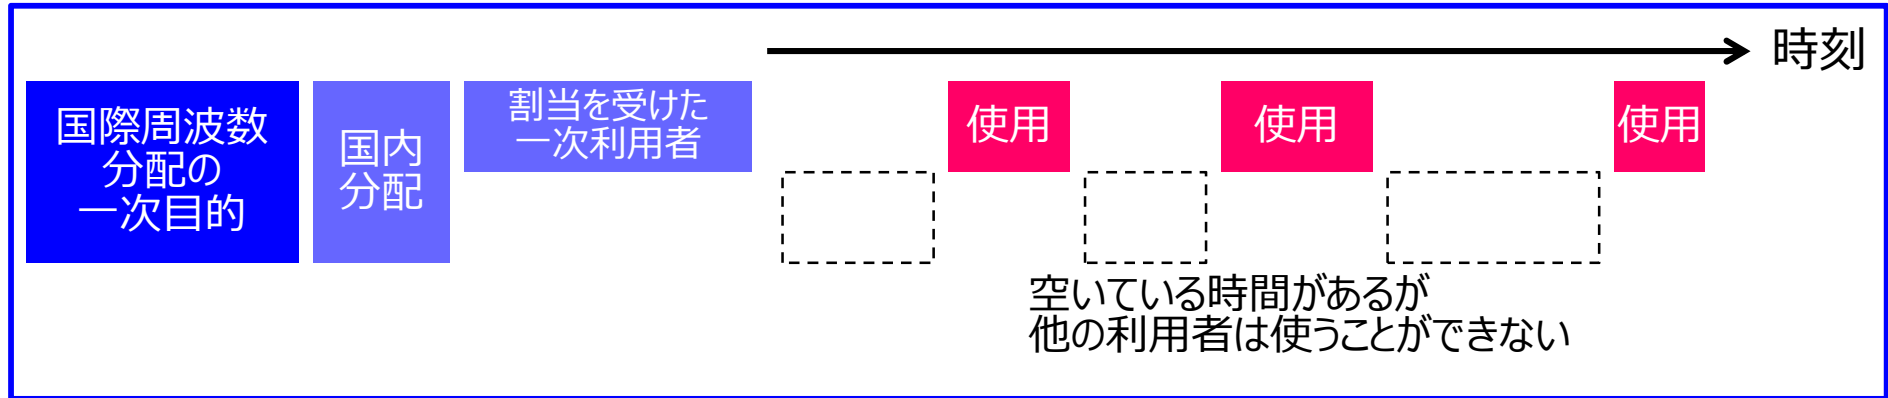 時刻
国際周波数
分配の
一次目的
国内
分配
割当を受けた
一次利用者
使用
使用
使用
空いている時間があるが
他の利用者は使うことができない